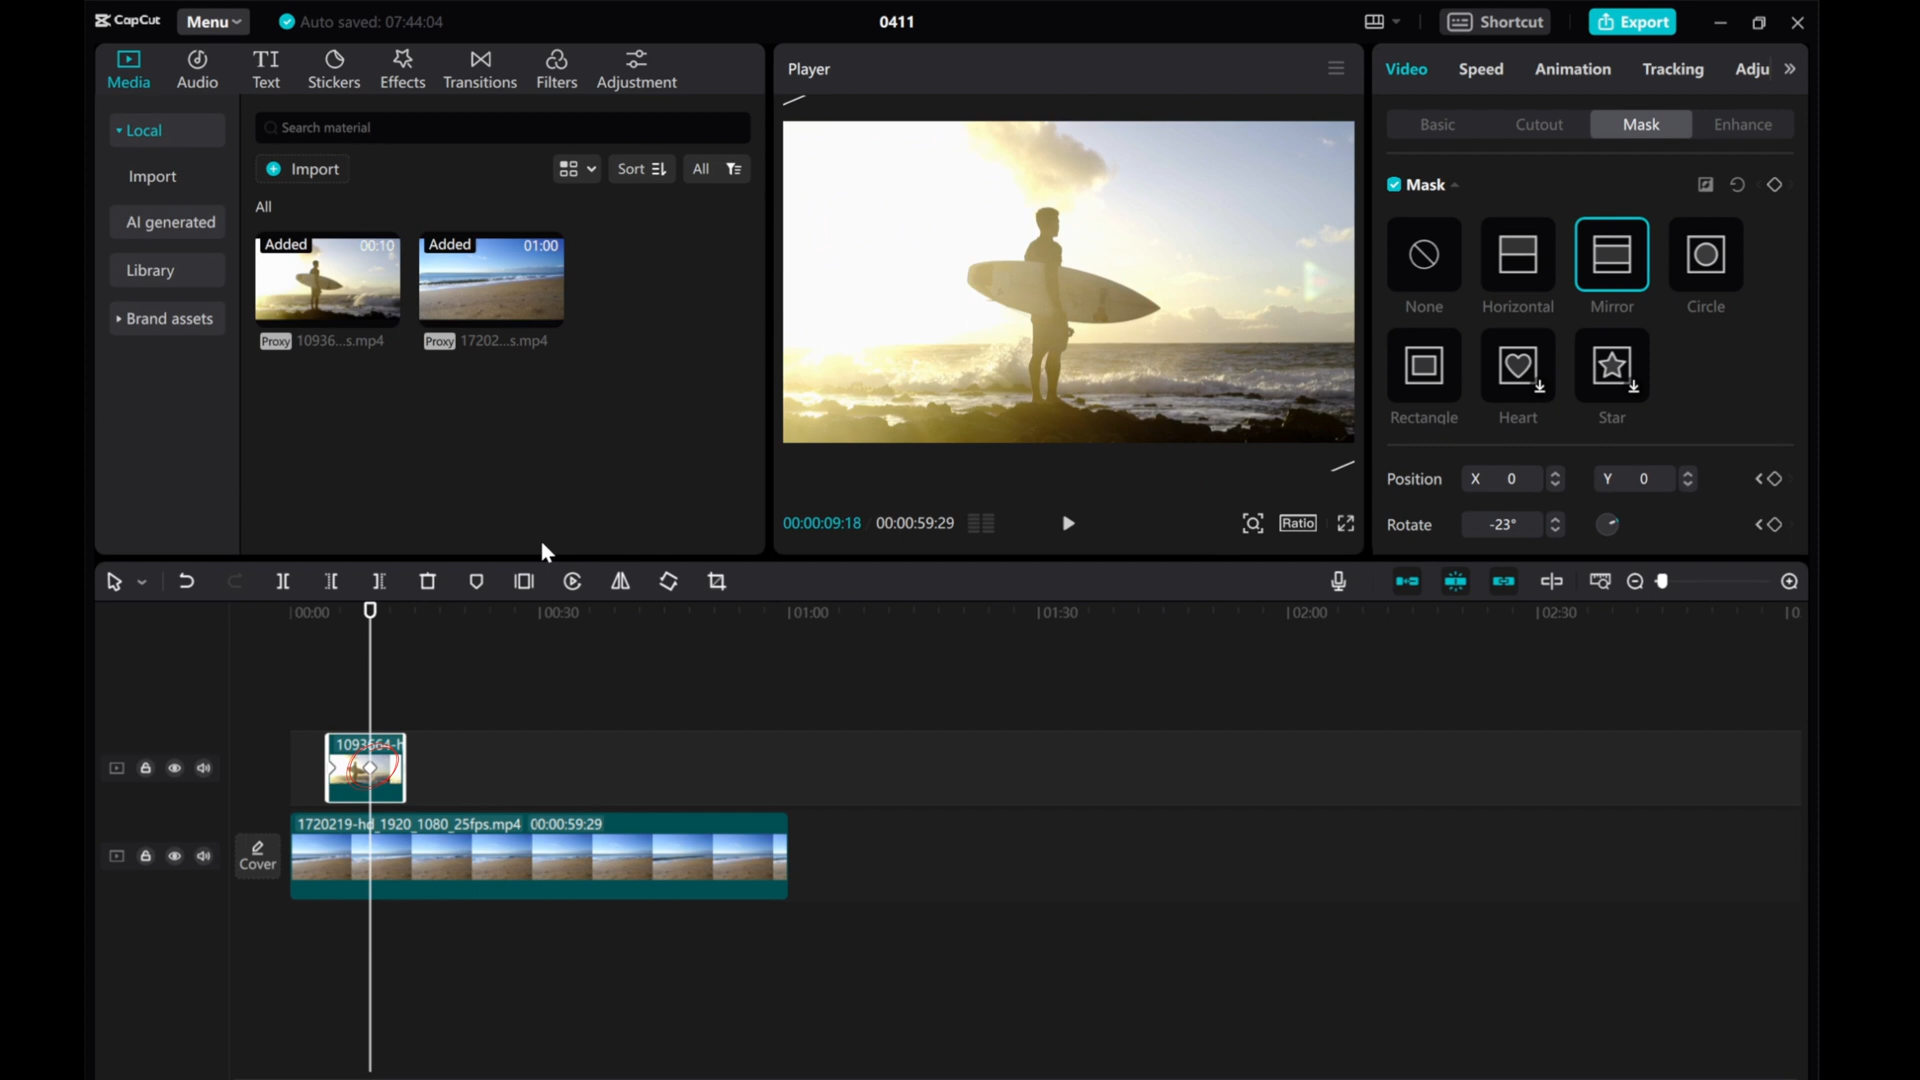 CapCut Menu Auto saved: 07:44:04 0411 Shortcut Export
Media Audio Text Stickers Effects Transitions Filters Adjustment
Player
Video Speed Animation Tracking Adju
Local
Import
AI generated
Library
Brand assets
Search material
Import Sort All
All
Added 00:10 Added 01:00
Proxy 10936...s.mp4 Proxy 17202...s.mp4
00:00:09:18 00:00:59:29 Ratio
Basic Cutout Mask Enhance
Mask
None Horizontal Mirror Circle
Rectangle Heart Star
Position X 0 Y 0
Rotate -23°
00:00 00:30 01:00 01:30 02:00 02:30 0
1093664-h
Cover
1720219-hd_1920_1080_25fps.mp4 00:00:59:29